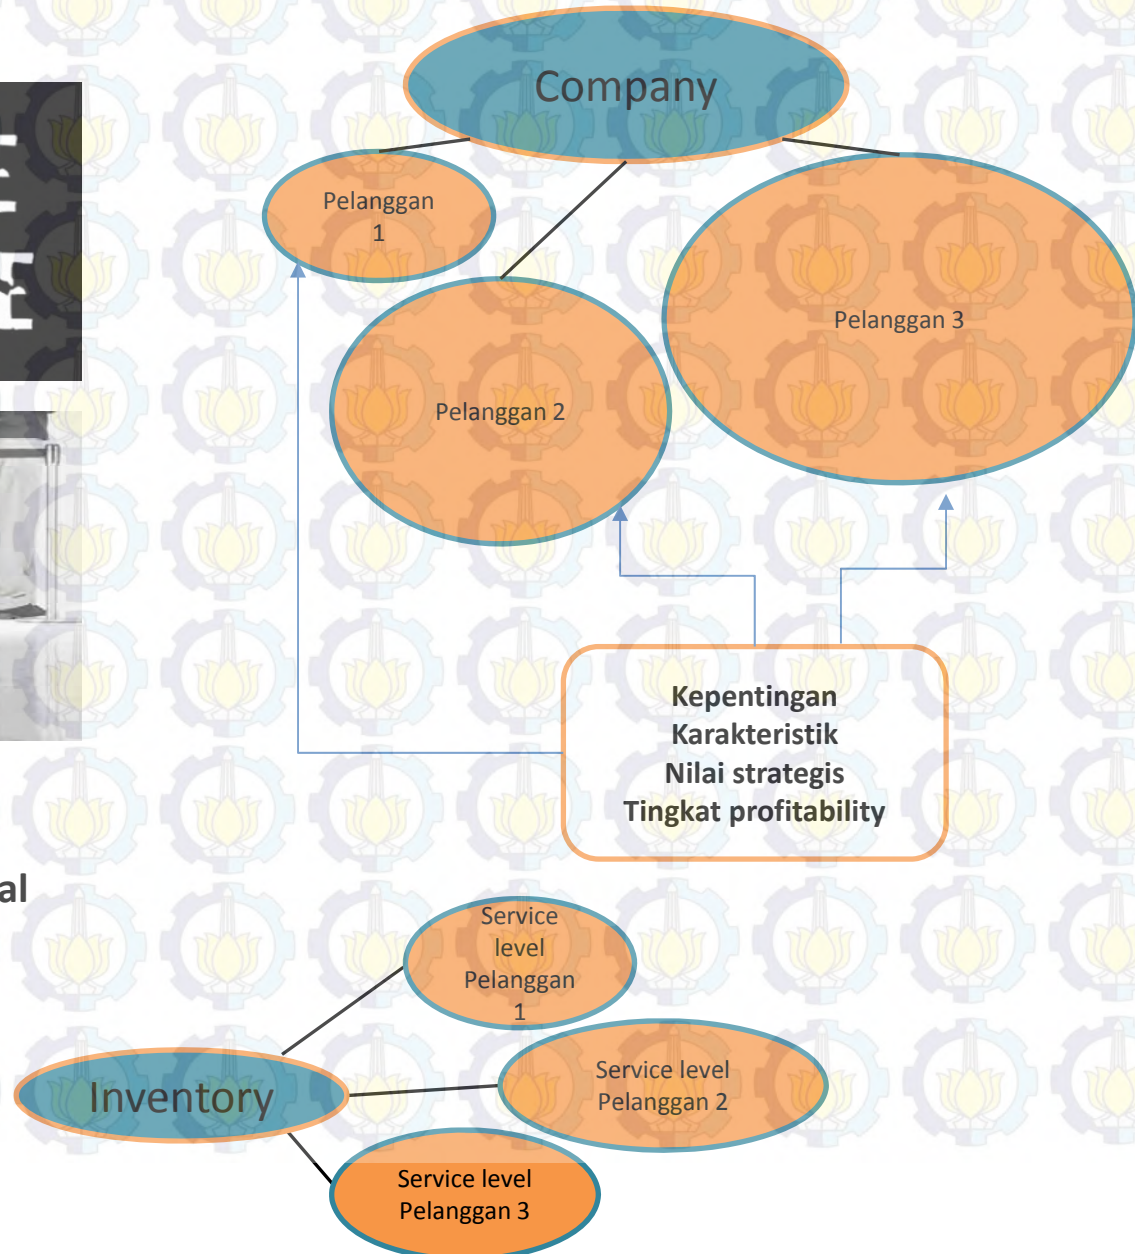 Company
Pelanggan
1
Pelanggan 3
Pelanggan 2
Kepentingan
Karakteristik
Nilai strategis
Tingkat profitability
al
Service
level
Pelanggan
1
Inventory
Service level
Pelanggan 2
Service level
Pelanggan 3